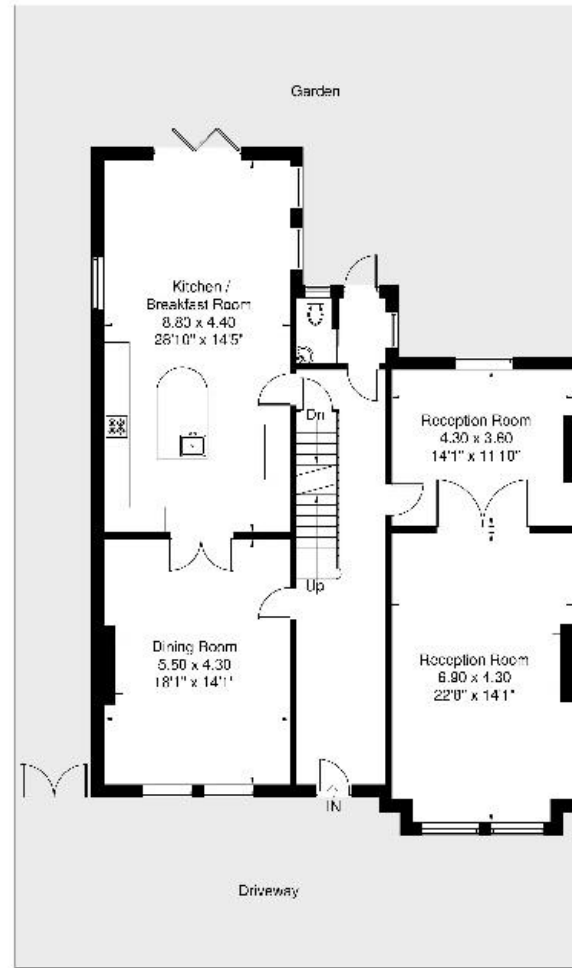 Garden
Kitchen /
Breakfast Room
8.80 x 4.40
28'10" x 14'5"
Dn
Reception Room
4.30 x 3.60
14'1" x 11'10"
Up
Dining Room
5.50 x 4.30
18'1" x 14'1"
Reception Room
6.90 x 4.30
22'8" x 14'1"
IN
Driveway